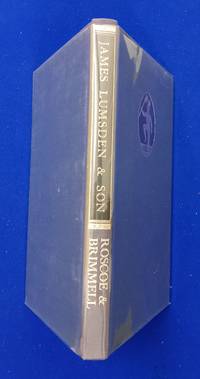 JAMES LUMSDEN & SON
ROSCOE &
BRIMMELL